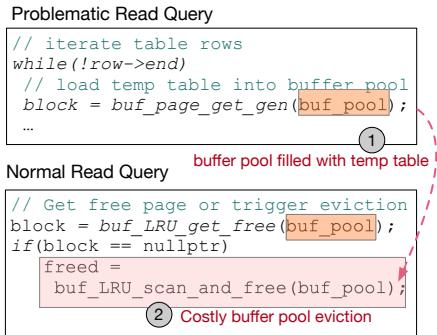 Problematic Read Query
// iterate table rows
while(!row->end)
// load temp table into buffer pool
block = buf_page_get_gen(buf_pool);
…
1
buffer pool filled with temp table
Normal Read Query
// Get free page or trigger eviction
block = buf_LRU_get_free(buf_pool);
if(block == nullptr)
freed =
buf_LRU_scan_and_free(buf_pool);
2 Costly buffer pool eviction